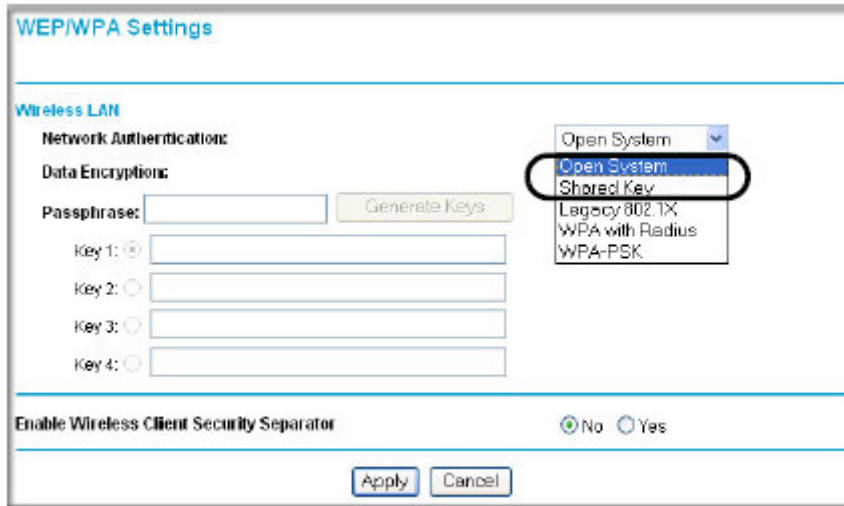 WEP/WPA Settings
Wireless LAN
Network Authentication:
Open System
Open System
Shared Key
Legacy 802.1X
WPA with Radius
WPA-PSK
Data Encryption:
Passphrase:
Generate Keys
Key 1:
Key 2:
Key 3:
Key 4:
Enable Wireless Client Security Separator
No
Yes
Apply
Cancel